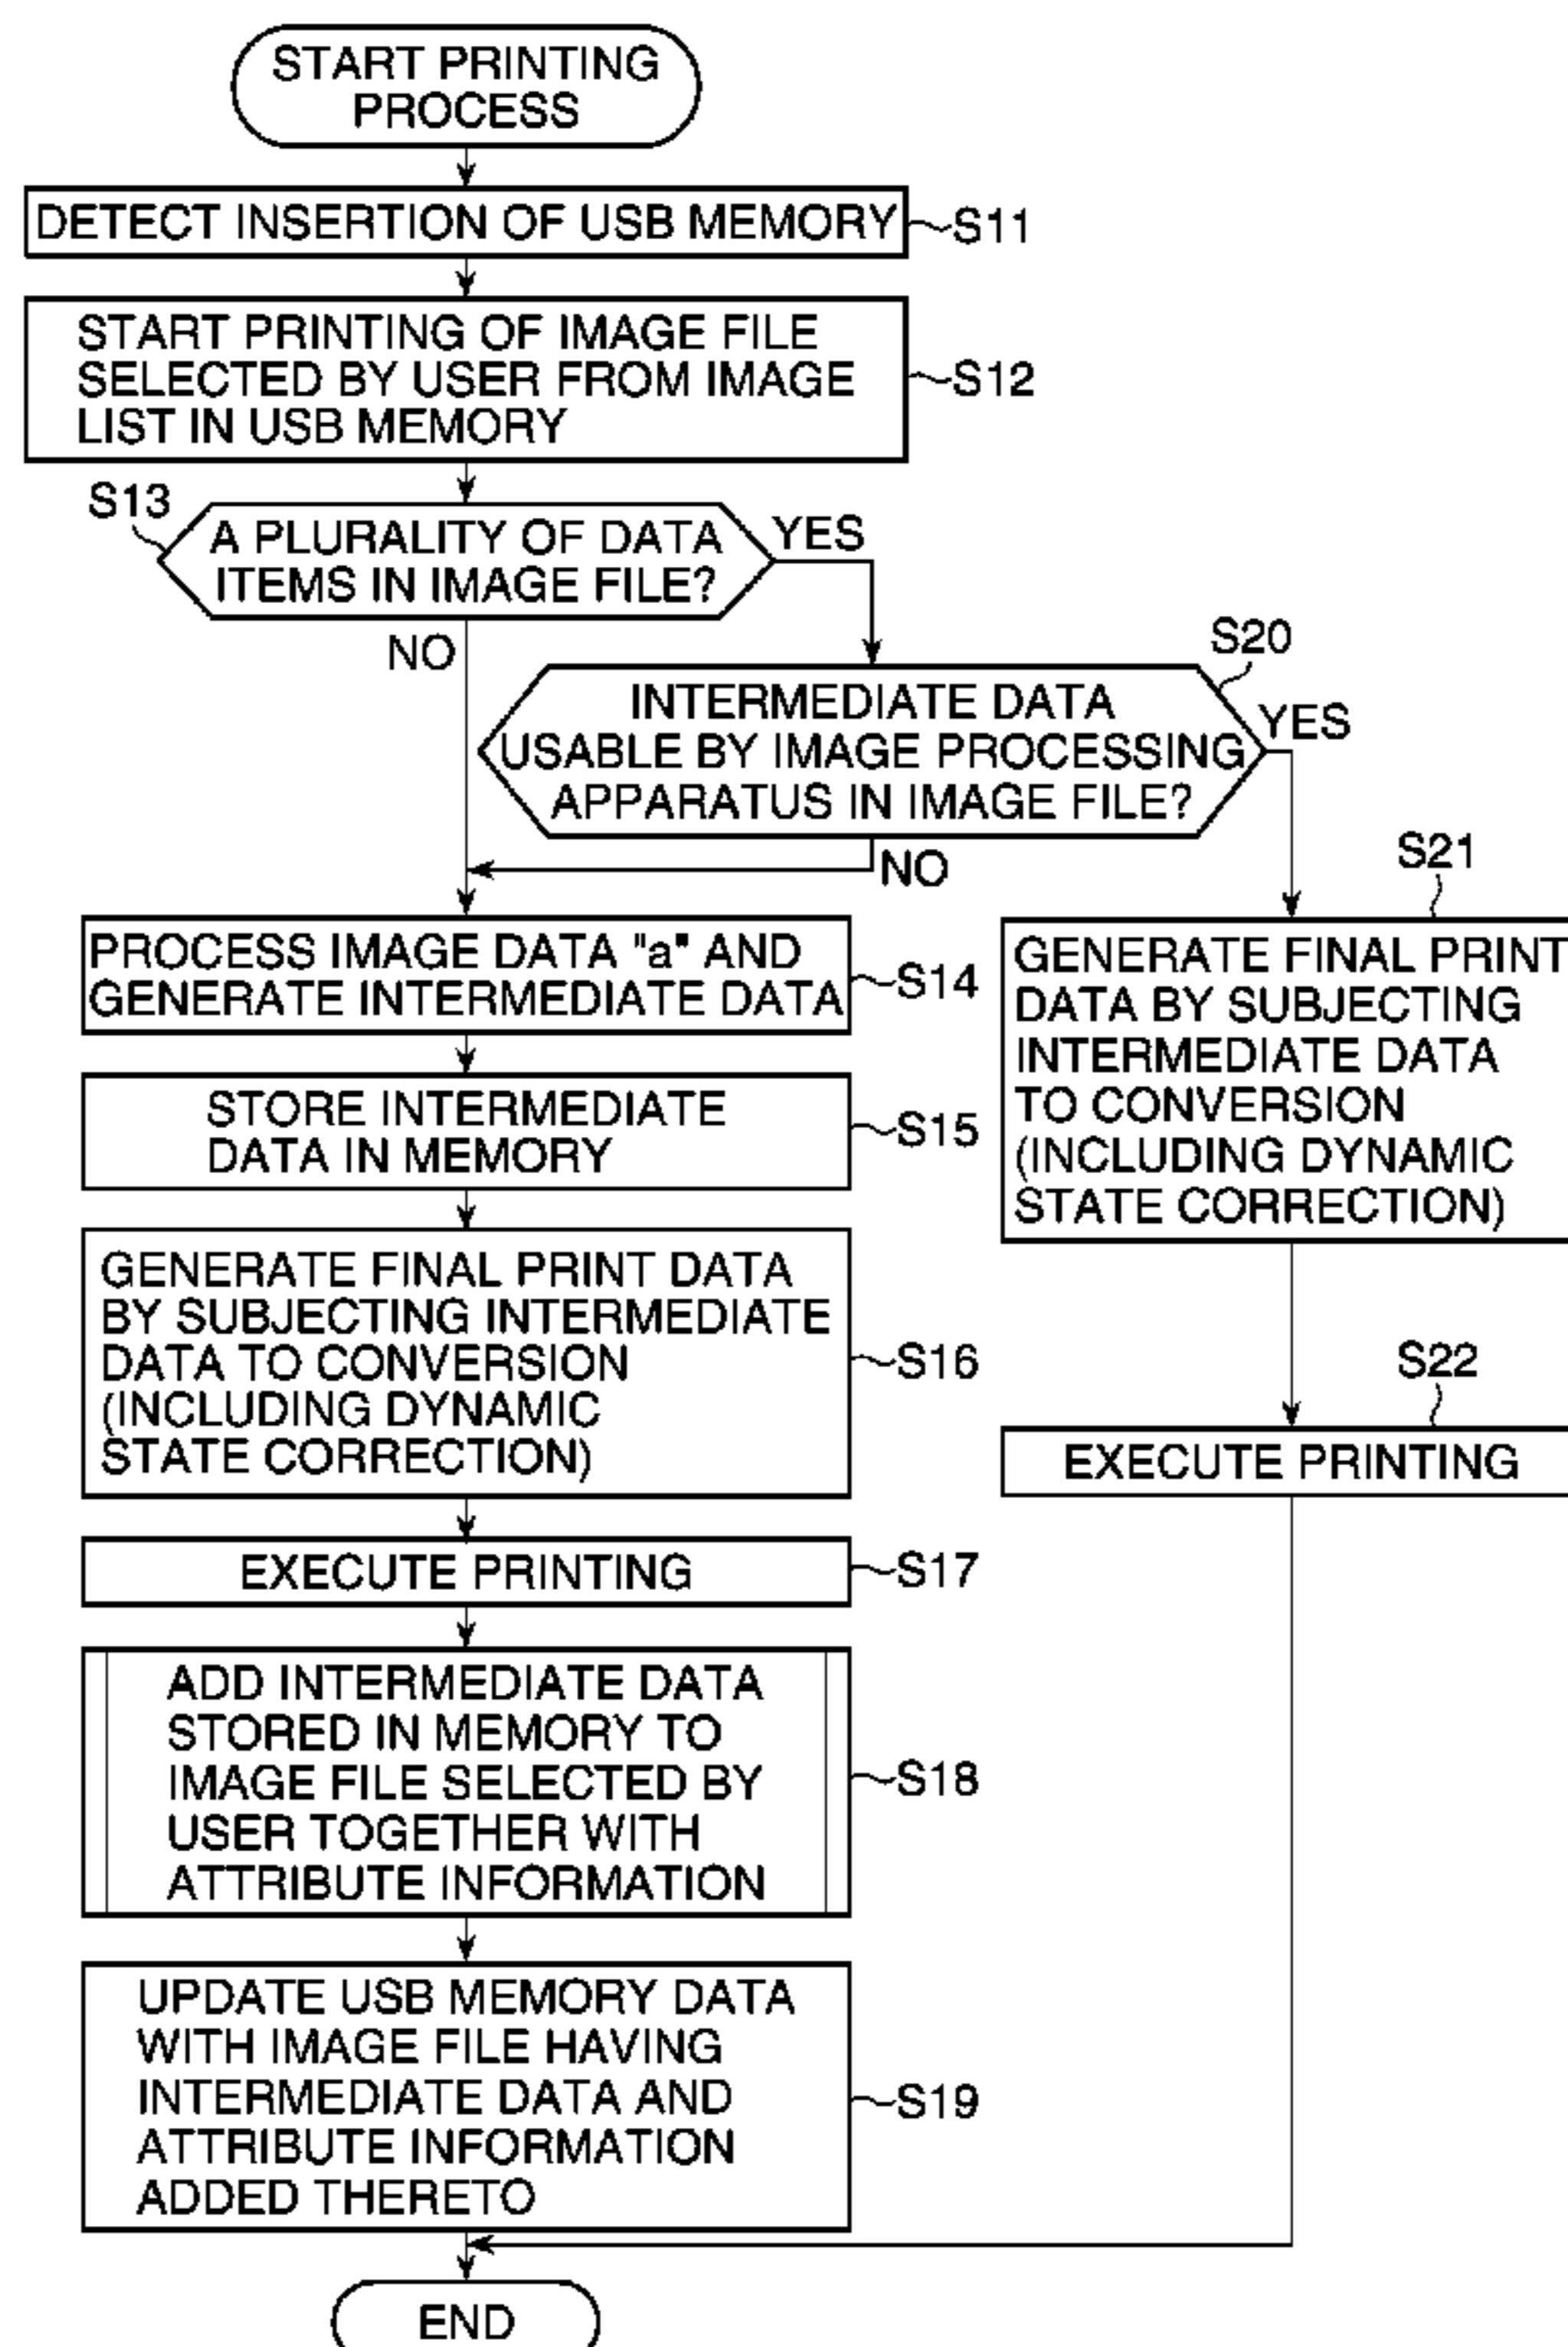 START PRINTING
PROCESS
DETECT INSERTION OF USB MEMORY
S11
START PRINTING OF IMAGE FILE
SELECTED BY USER FROM IMAGE
LIST IN USB MEMORY
S12
S13
A PLURALITY OF DATA
ITEMS IN IMAGE FILE?
YES
NO
S20
INTERMEDIATE DATA
USABLE BY IMAGE PROCESSING
APPARATUS IN IMAGE FILE?
YES
NO
PROCESS IMAGE DATA "a" AND
GENERATE INTERMEDIATE DATA
S14
STORE INTERMEDIATE
DATA IN MEMORY
S15
GENERATE FINAL PRINT DATA
BY SUBJECTING INTERMEDIATE
DATA TO CONVERSION
(INCLUDING DYNAMIC
STATE CORRECTION)
S16
EXECUTE PRINTING
S17
ADD INTERMEDIATE DATA
STORED IN MEMORY TO
IMAGE FILE SELECTED BY
USER TOGETHER WITH
ATTRIBUTE INFORMATION
S18
UPDATE USB MEMORY DATA
WITH IMAGE FILE HAVING
INTERMEDIATE DATA AND
ATTRIBUTE INFORMATION
ADDED THERETO
S19
S21
GENERATE FINAL PRINT
DATA BY SUBJECTING
INTERMEDIATE DATA
TO CONVERSION
(INCLUDING DYNAMIC
STATE CORRECTION)
S22
EXECUTE PRINTING
END